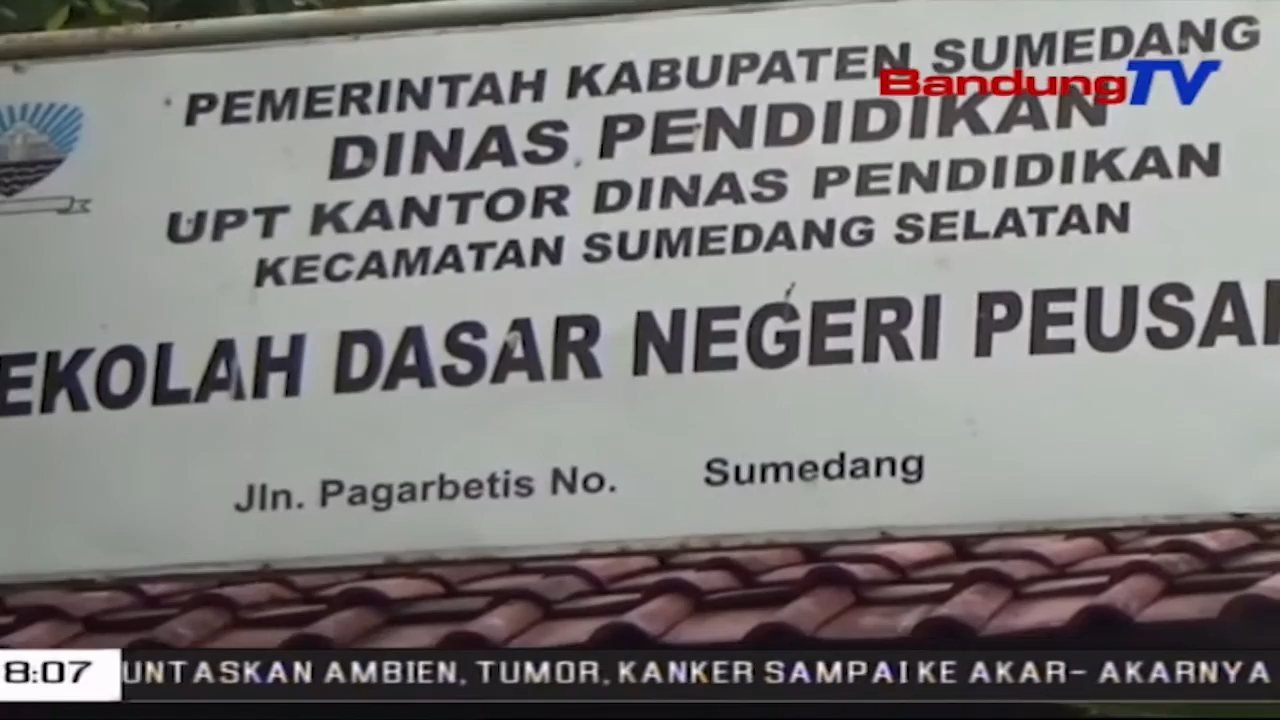 PEMERINTAH KABUPATEN SUMEDANG
BandungTV
DINAS PENDIDIKAN
UPT KANTOR DINAS PENDIDIKAN
KECAMATAN SUMEDANG SELATAN
EKOLAH DASAR NEGERI PEUSA
Jln. Pagarbetis No. Sumedang
8:07 UNTASKAN AMBIEN, TUMOR, KANKER SAMPAI KE AKAR- AKARNYA